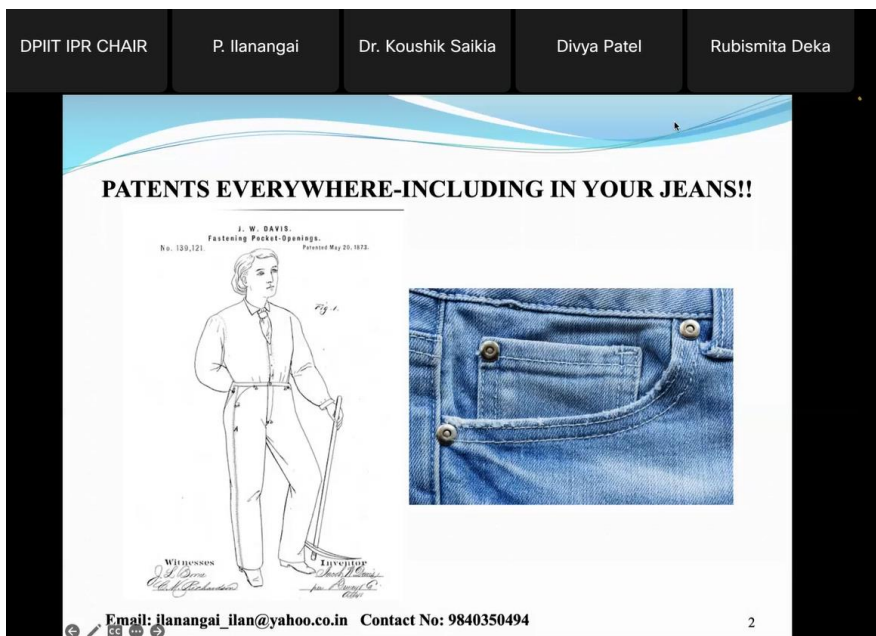 DPIIT IPR CHAIR
P. Ilanangai
Dr. Koushik Saikia
Divya Patel
Rubismita Deka
PATENTS EVERYWHERE-INCLUDING IN YOUR JEANS!!
J. W. DAVIS.
Fastening Pocket-Openings.
No. 139,121.
Patented May 20, 1873.
Fig. 1.
Witnesses
Inventor
Email: ilanangai_ilan@yahoo.co.in Contact No: 9840350494
2
CC